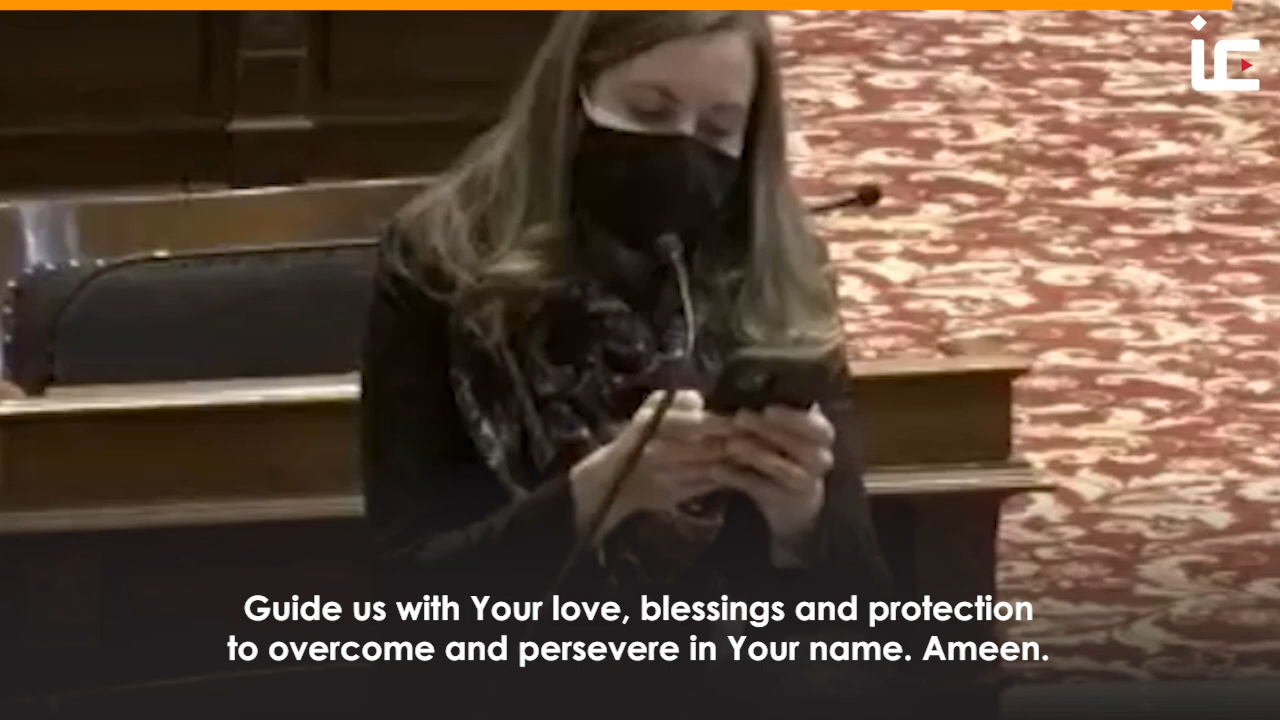 Guide us with Your love, blessings and protection
to overcome and persevere in Your name. Ameen.